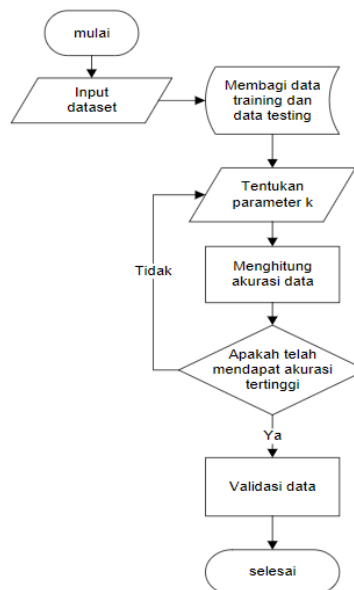 mulai
Input
dataset
Membagi data
training dan
data testing
Tentukan
parameter k
Menghitung
akurasi data
Tidak
Apakah telah
mendapat akurasi
tertinggi
Ya
Validasi data
selesai